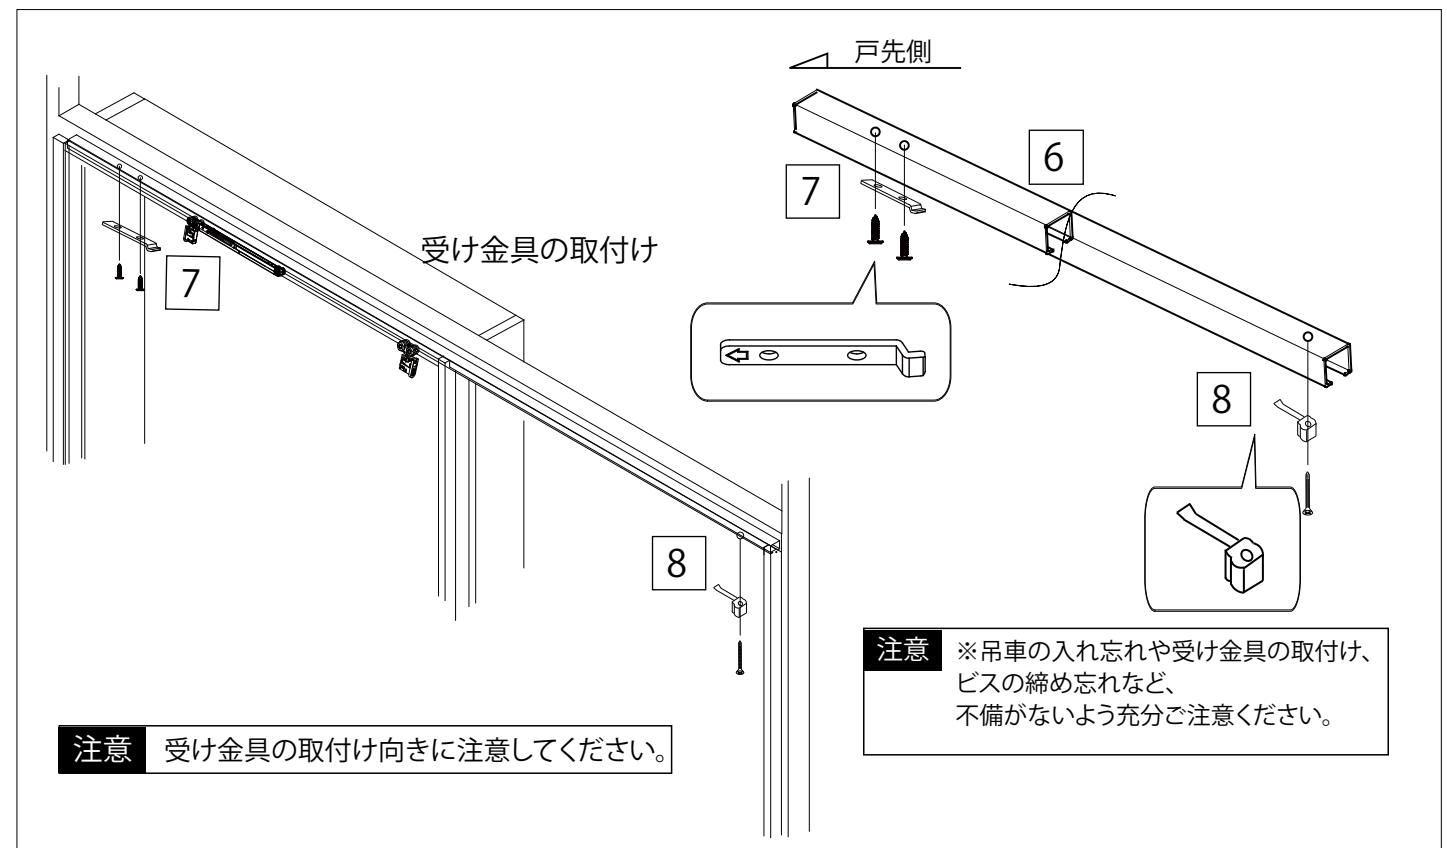 戸先側
6
7
受け金具の取付け
7
8
8
注意 ※吊車の入れ忘れや受け金具の取付け、
ビスの締め忘れなど、
不備がないよう充分ご注意ください。
注意 受け金具の取付け向きに注意してください。